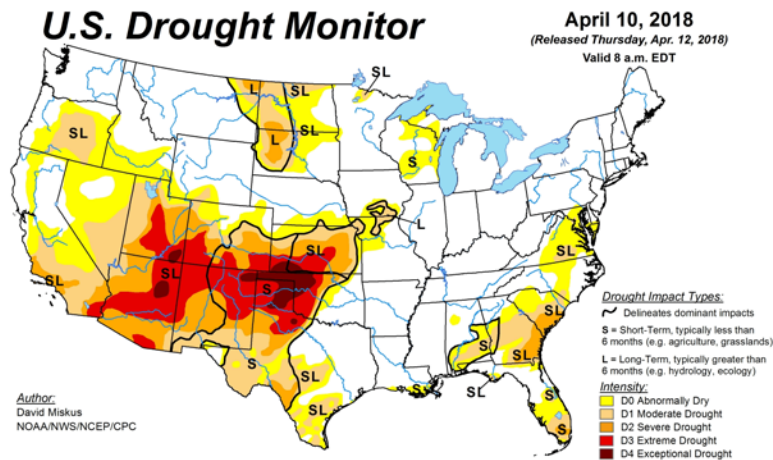 U.S. Drought Monitor
April 10, 2018
(Released Thursday, Apr. 12, 2018)
Valid 8 a.m. EDT
SL
L
SL
SL
SL
L
S
L
SL
SL
SL
SL
S
SL
SL
S
SL
S
SL
SL
S
SL
S
S
Drought Impact Types:
Delineates dominant impacts
S = Short-Term, typically less than
6 months (e.g. agriculture, grasslands)
L = Long-Term, typically greater than
6 months (e.g. hydrology, ecology)
Intensity:
D0 Abnormally Dry
D1 Moderate Drought
D2 Severe Drought
D3 Extreme Drought
D4 Exceptional Drought
Author:
David Miskus
NOAA/NWS/NCEP/CPC